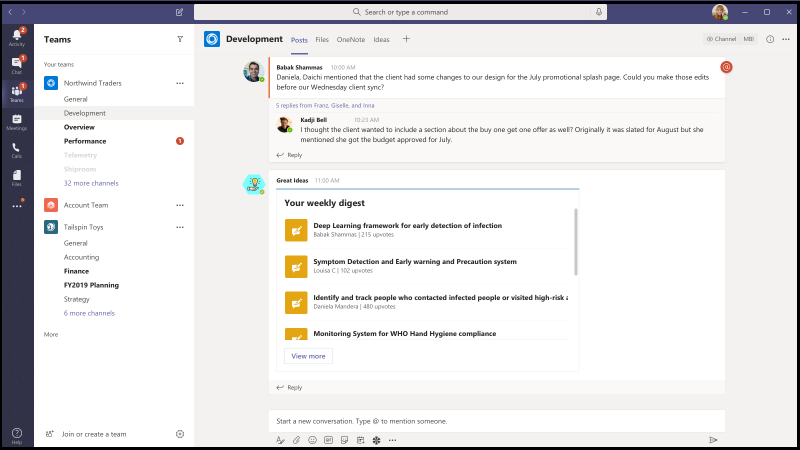 Search or type a command
Activity
2
Chat
1
Teams
1
Meetings
Calls
Files
Help
Teams
Your teams
Northwind Traders
General
Development
Overview
Performance
1
Telemetry
Shiproom
32 more channels
Account Team
Tailspin Toys
General
Accounting
Finance
FY2019 Planning
Strategy
6 more channels
More
Join or create a team
Development Posts Files OneNote Ideas
Channel MBI
Babak Shammas 10:00 AM
Daniela, Daichi mentioned that the client had some changes to our design for the July promotional splash page. Could you make those edits
before our Wednesday client sync?
5 replies from Franz, Giselle, and Inna
Kadji Bell 10:23 AM
I thought the client wanted to include a section about the buy one get one offer as well? Originally it was slated for August but she
mentioned she got the budget approved for July.
Reply
Great Ideas 11:00 AM
Your weekly digest
Deep Learning framework for early detection of infection
Babak Shammas | 215 upvotes
Symptom Detection and Early warning and Precaution system
Louisa C | 102 upvotes
Identify and track people who contacted infected people or visited high-risk a
Daniela Mandera | 480 upvotes
Monitoring System for WHO Hand Hygiene compliance
View more
Reply
Start a new conversation. Type @ to mention someone.